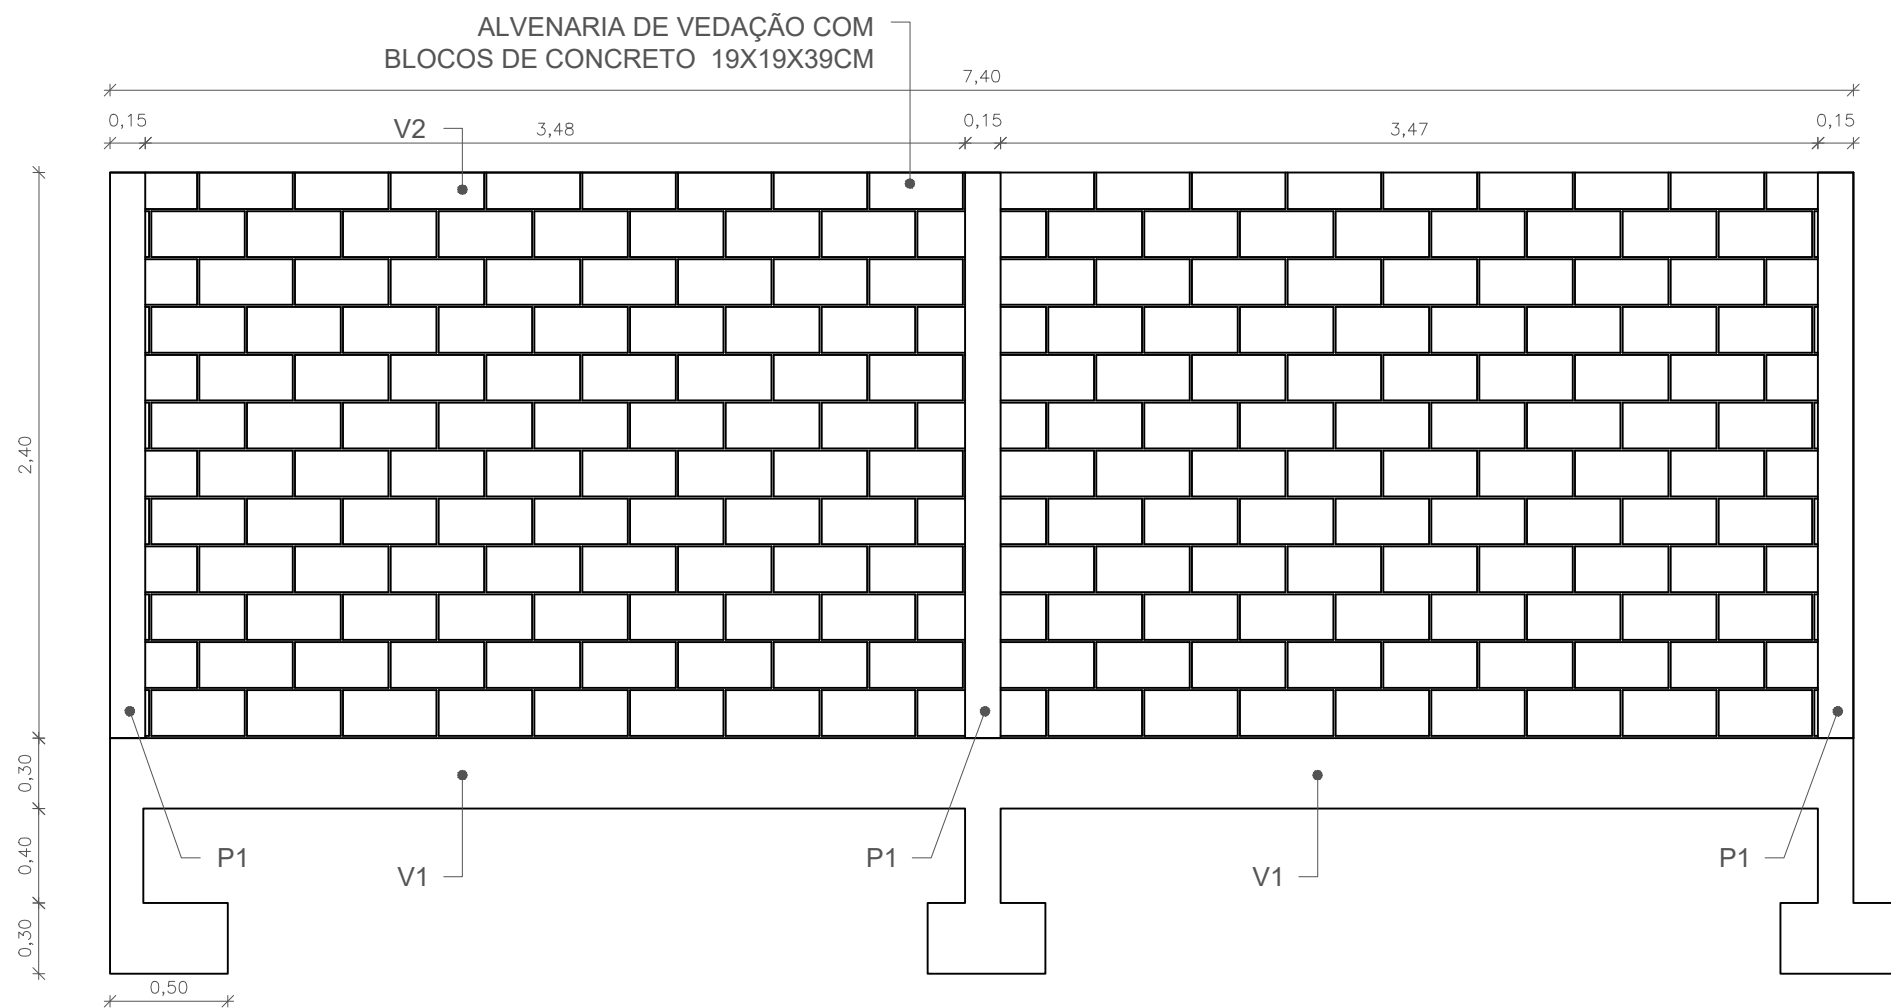 ALVENARIA DE VEDAÇÃO COM
BLOCOS DE CONCRETO 19X19X39CM
7,40
0,15
V2
3,48
0,15
3,47
0,15
2,40
0,30
0,40
0,30
P1
V1
P1
V1
P1
0,50